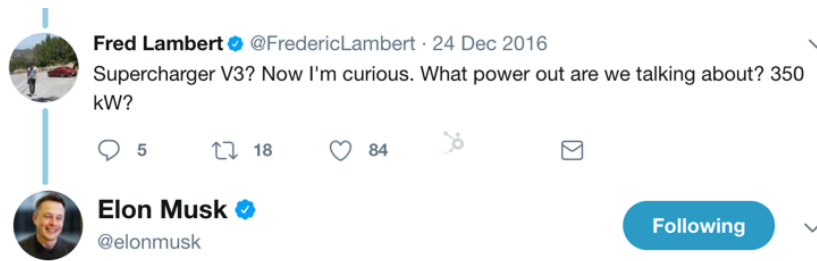 Fred Lambert @FredericLambert · 24 Dec 2016
Supercharger V3? Now I'm curious. What power out are we talking about? 350
kW?
5 18 84
Elon Musk
@elonmusk
Following